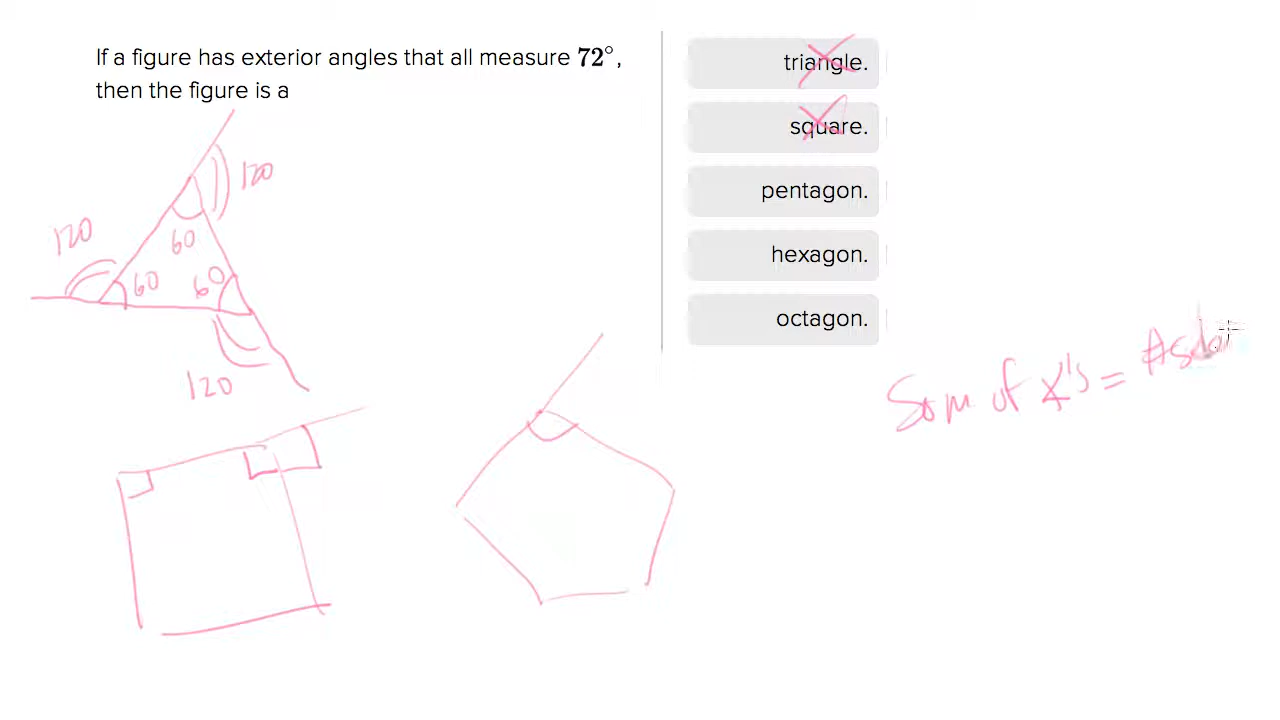 If a figure has exterior angles that all measure 72°,
then the figure is a
triangle.
square.
pentagon.
hexagon.
octagon.
120
120
60
60
60
120
Sum of ∡'s =